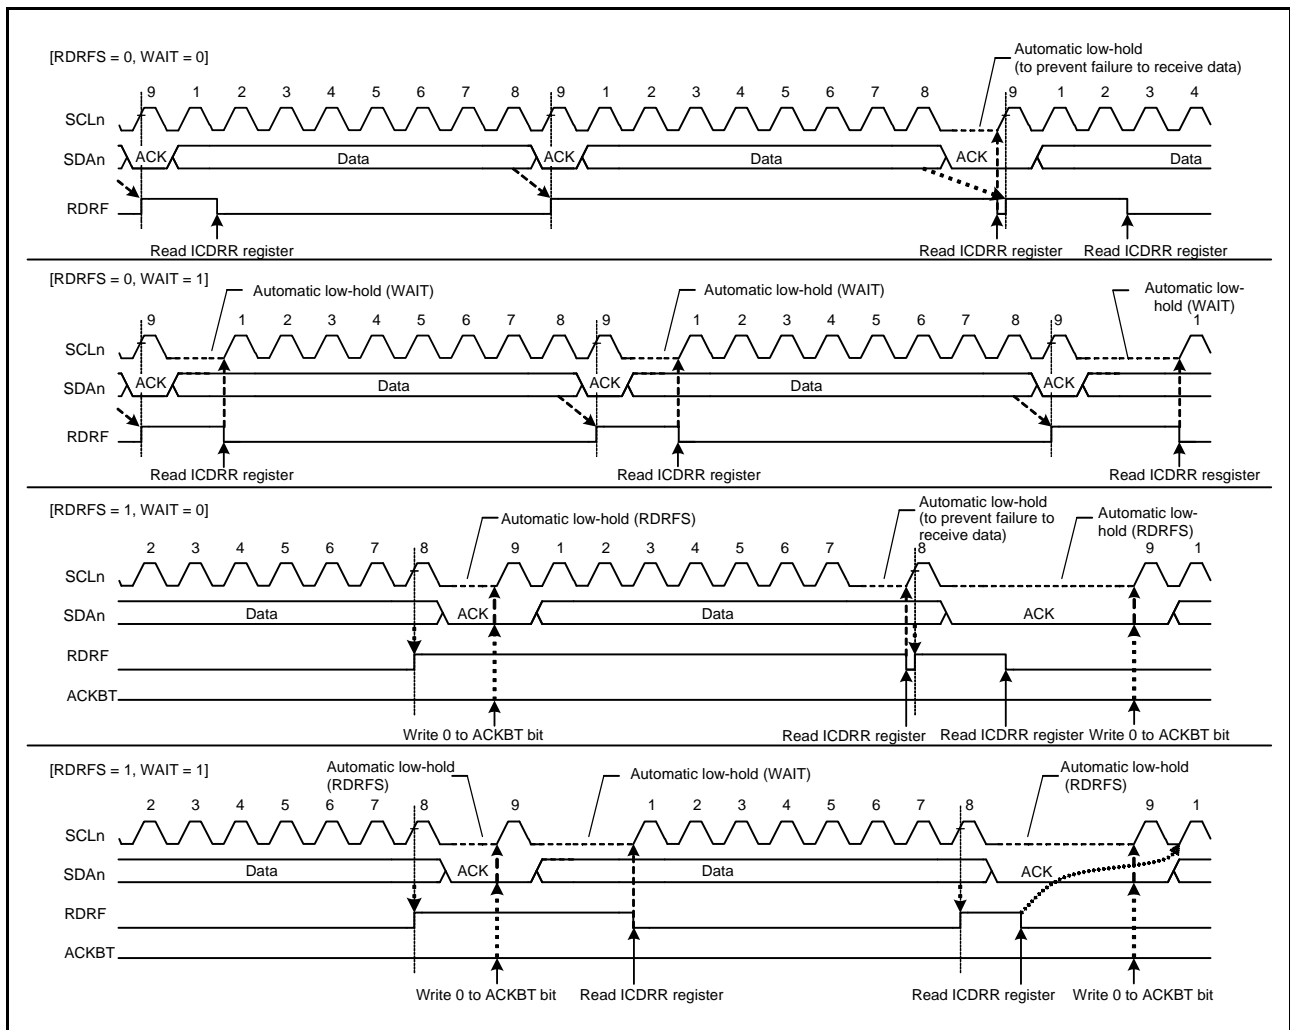 [RDRFS = 0, WAIT = 0]
Automatic low-hold
(to prevent failure to receive data)
9 1 2 3 4 5 6 7 8 9 1 2 3 4 5 6 7 8 9 1 2 3 4
SCLn
SDAn ACK Data ACK Data ACK Data
RDRF
Read ICDRR register Read ICDRR register Read ICDRR register
[RDRFS = 0, WAIT = 1]
Automatic low-hold (WAIT) Automatic low-hold (WAIT) Automatic low-
hold (WAIT)
9 1 2 3 4 5 6 7 8 9 1 2 3 4 5 6 7 8 9 1
SCLn
SDAn ACK Data ACK Data ACK
RDRF
Read ICDRR register Read ICDRR register Read ICDRR resgister
[RDRFS = 1, WAIT = 0]
Automatic low-hold (RDRFS)
Automatic low-hold
(to prevent failure to
receive data)
Automatic low-
hold (RDRFS)
2 3 4 5 6 7 8 9 1 2 3 4 5 6 7 8 9 1
SCLn
SDAn Data ACK Data ACK
RDRF
ACKBT
Write 0 to ACKBT bit Read ICDRR register Read ICDRR register Write 0 to ACKBT bit
[RDRFS = 1, WAIT = 1]
Automatic low-hold
(RDRFS)
Automatic low-hold (WAIT)
Automatic low-hold
(RDRFS)
2 3 4 5 6 7 8 9 1 2 3 4 5 6 7 8 9 1
SCLn
SDAn Data ACK Data ACK
RDRF
ACKBT
Write 0 to ACKBT bit Read ICDRR register Read ICDRR register Write 0 to ACKBT bit